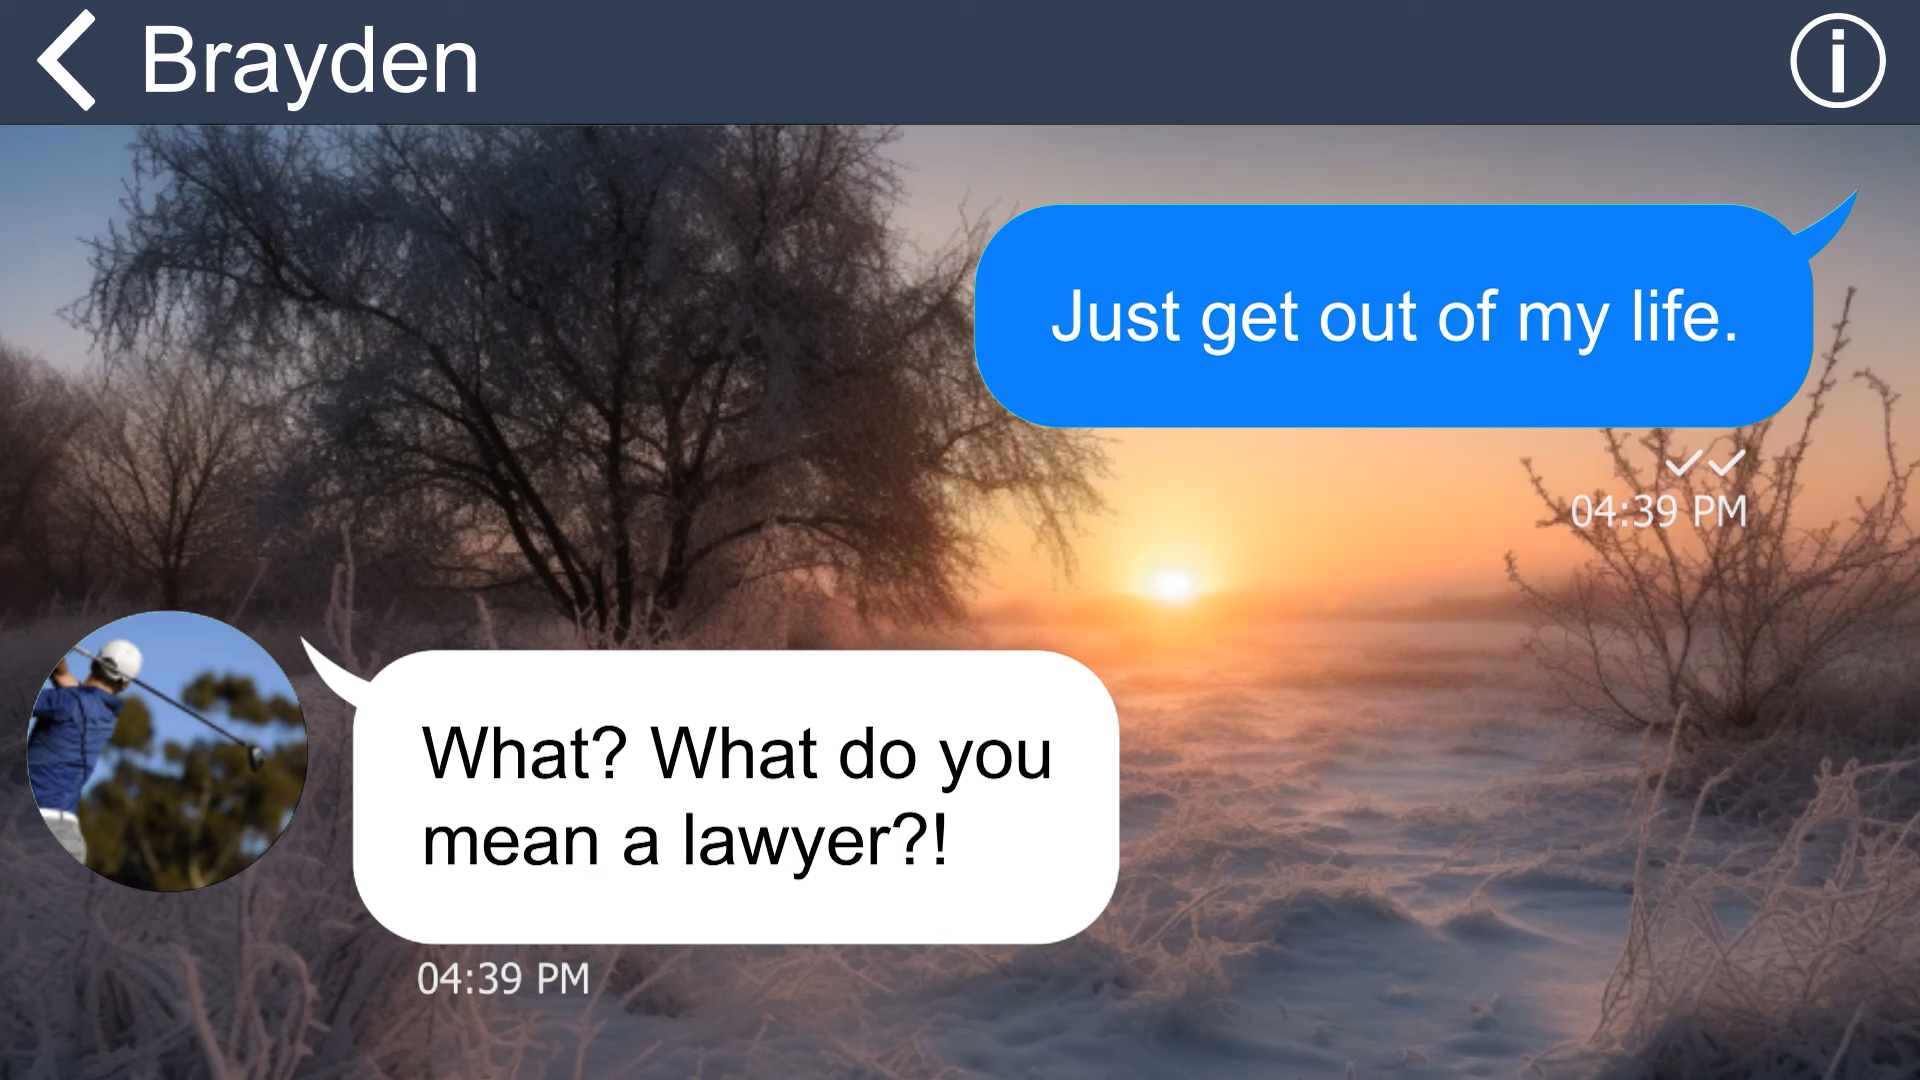 Brayden
Just get out of my life.
04:39 PM
What? What do you
mean a lawyer?!
04:39 PM